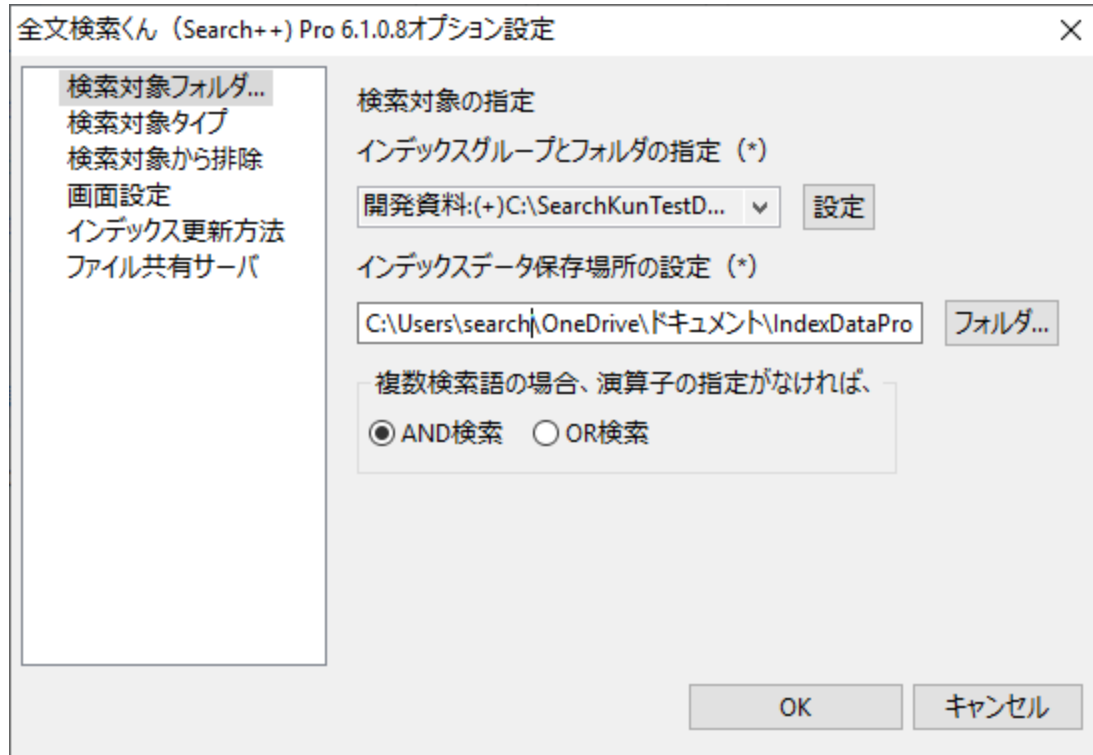 全文検索くん（Search++) Pro 6.1.0.8オプション設定
検索対象フォルダ...
検索対象タイプ
検索対象から排除
画面設定
インデックス更新方法
ファイル共有サーバ
検索対象の指定
インデックスグループとフォルダの指定（*）
開発資料:(+)C:\SearchKunTestD...
設定
インデックスデータ保存場所の設定（*）
C:\Users\search\OneDrive\ドキュメント\IndexDataPro
フォルダ...
複数検索語の場合、演算子の指定がなければ、
AND検索 OR検索
OK キャンセル